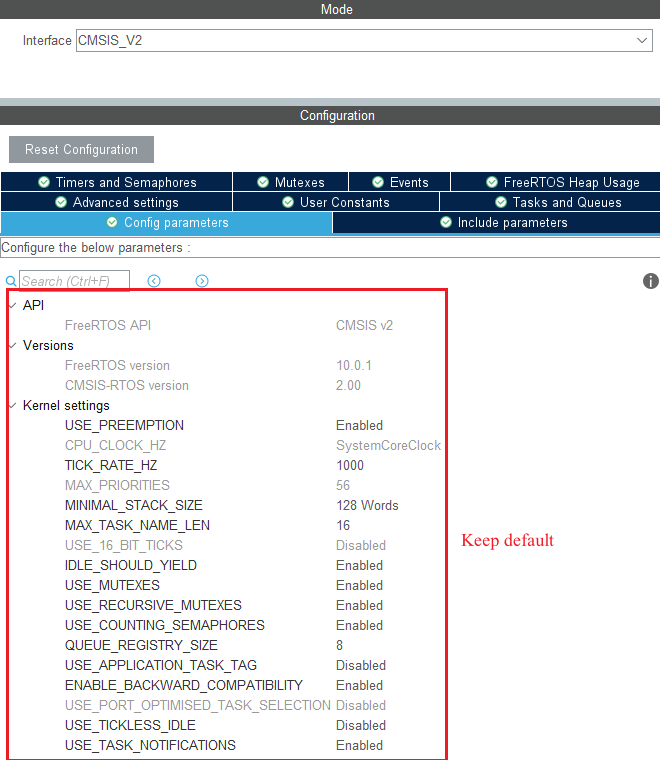 Mode
Interface CMSIS_V2
Configuration
Reset Configuration
Timers and Semaphores Mutexes Events FreeRTOS Heap Usage
Advanced settings User Constants Tasks and Queues
Config parameters Include parameters
Configure the below parameters :
Search (Ctrl+F)
API
FreeRTOS API CMSIS v2
Versions
FreeRTOS version 10.0.1
CMSIS-RTOS version 2.00
Kernel settings
USE_PREEMPTION Enabled
CPU_CLOCK_HZ SystemCoreClock
TICK_RATE_HZ 1000
MAX_PRIORITIES 56
MINIMAL_STACK_SIZE 128 Words
MAX_TASK_NAME_LEN 16
USE_16_BIT_TICKS Disabled
Keep default
IDLE_SHOULD_YIELD Enabled
USE_MUTEXES Enabled
USE_RECURSIVE_MUTEXES Enabled
USE_COUNTING_SEMAPHORES Enabled
QUEUE_REGISTRY_SIZE 8
USE_APPLICATION_TASK_TAG Disabled
ENABLE_BACKWARD_COMPATIBILITY Enabled
USE_PORT_OPTIMISED_TASK_SELECTION Disabled
USE_TICKLESS_IDLE Disabled
USE_TASK_NOTIFICATIONS Enabled